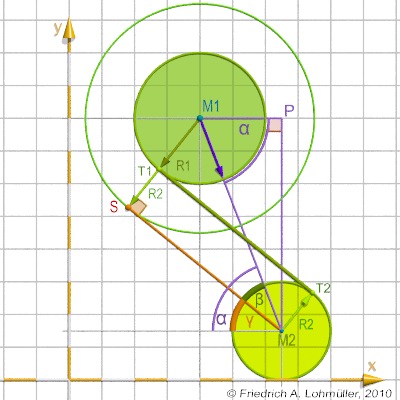 y
M1
P
α
T1
R1
R2
S
T2
β
α
γ
R2
M2
x
© Friedrich A. Lohmüller, 2010